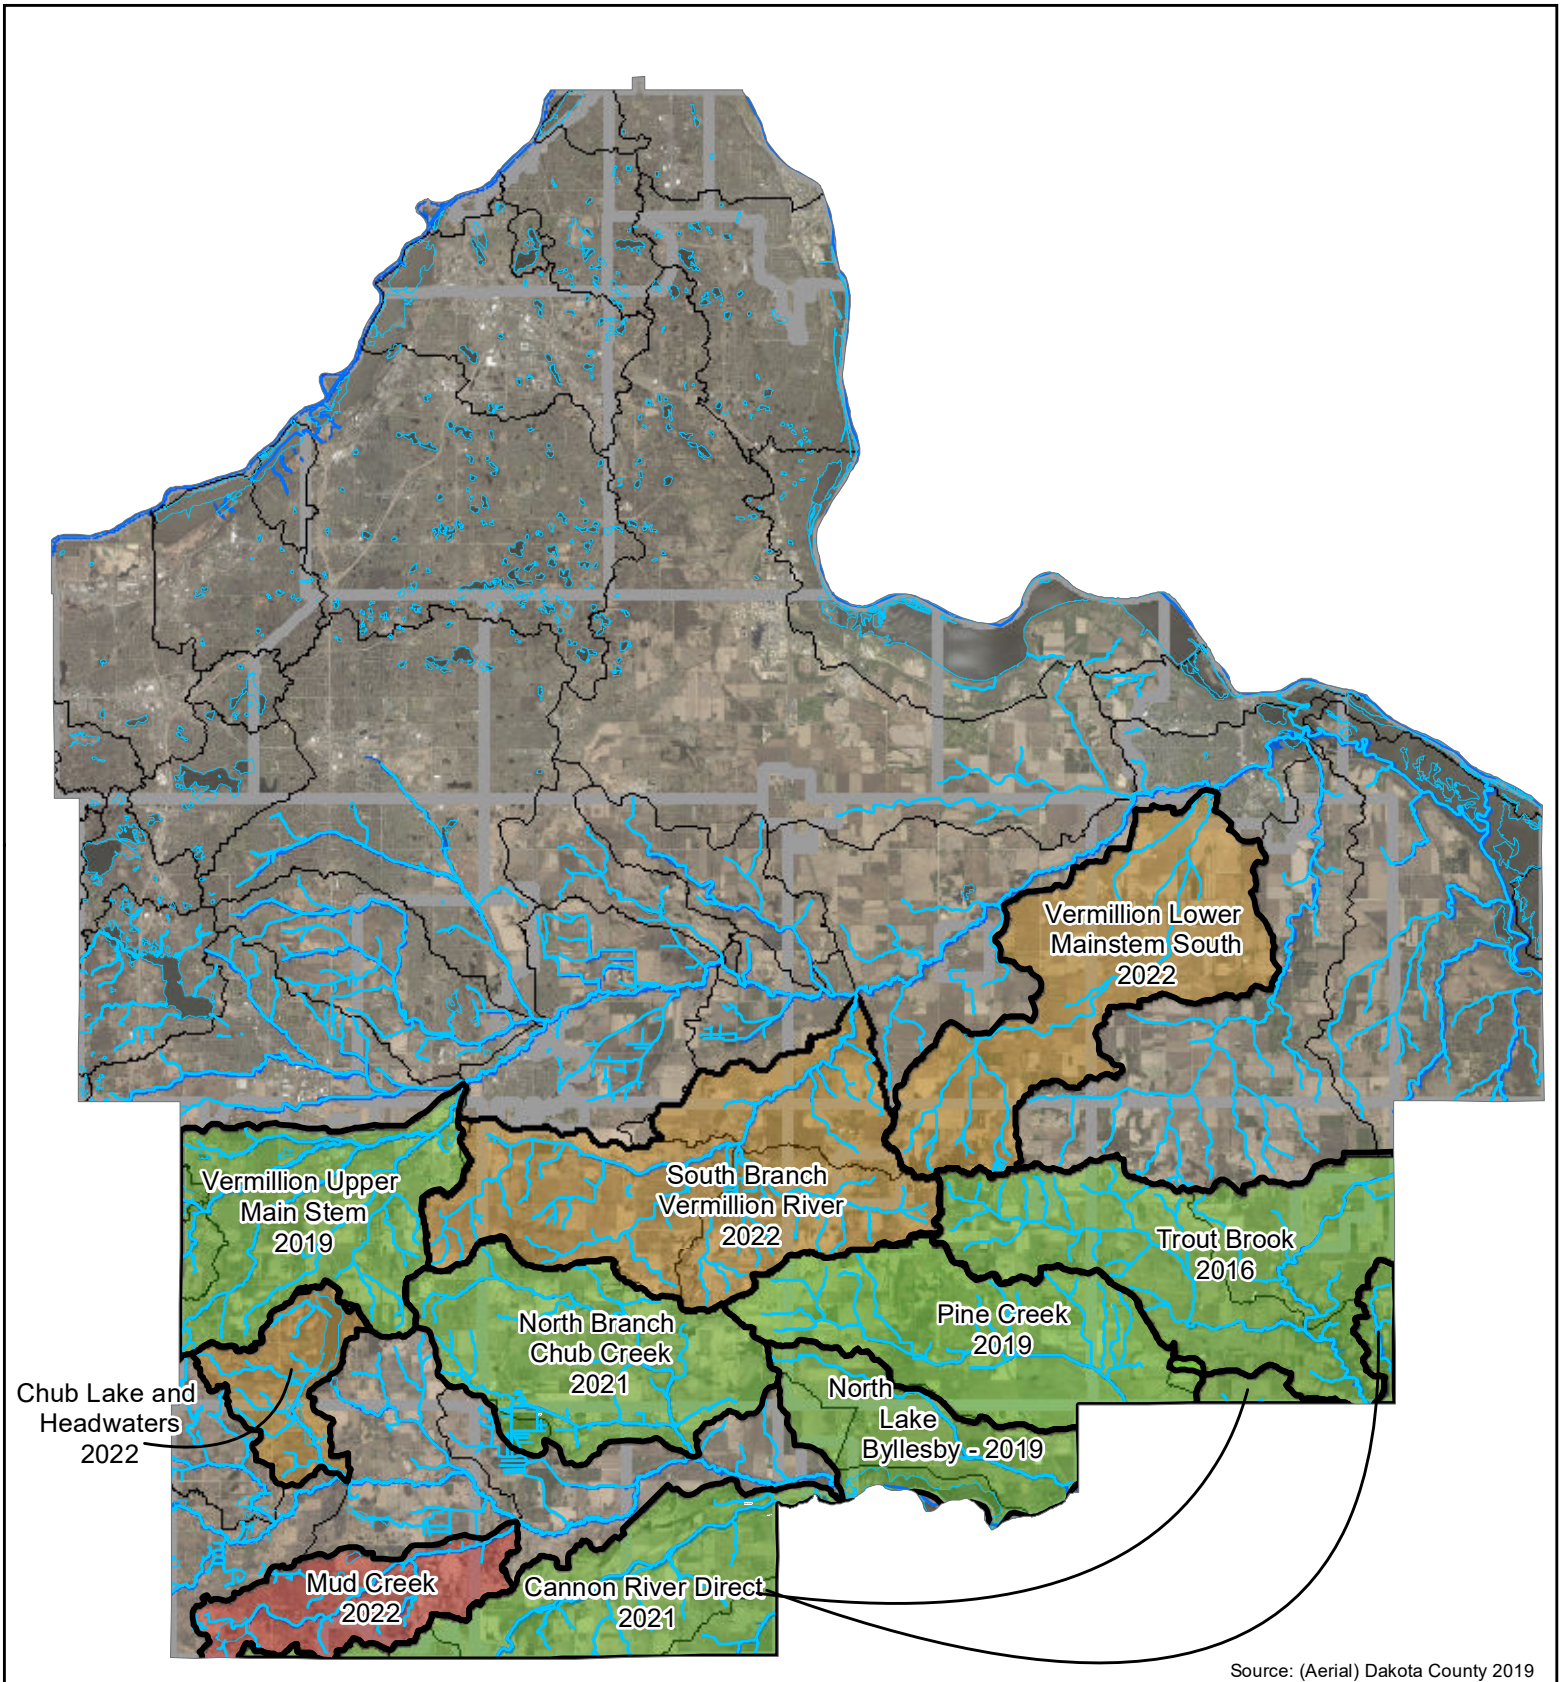 Vermillion Lower
Mainstem South
2022
South Branch
Vermillion River
2022
Vermillion Upper
Main Stem
2019
Trout Brook
2016
North Branch
Chub Creek
2021
Pine Creek
2019
North
Lake
Byllesby - 2019
Chub Lake and
Headwaters
2022
Mud Creek
2022
Cannon River Direct
2021
Source: (Aerial) Dakota County 2019